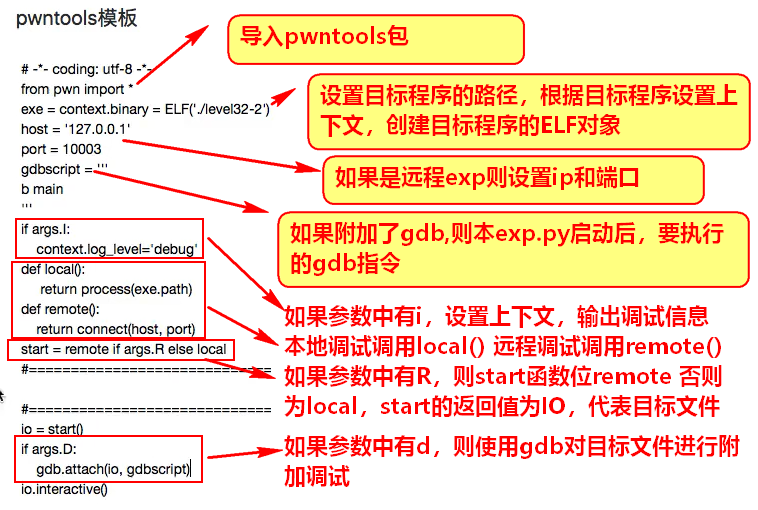 pwntools模板
# -*- coding: utf-8 -*-
from pwn import *
exe = context.binary = ELF('./level32-2')
host = '127.0.0.1'
port = 10003
gdbscript = '''
b main
'''
if args.I:
context.log_level='debug'
def local():
return process(exe.path)
def remote():
return connect(host, port)
start = remote if args.R else local
#==============================
#==============================
io = start()
if args.D:
gdb.attach(io, gdbscript)
io.interactive()
导入pwntools包
设置目标程序的路径，根据目标程序设置上
下文，创建目标程序的ELF对象
如果是远程exp则设置ip和端口
如果附加了gdb,则本exp.py启动后，要执行
的gdb指令
如果参数中有i，设置上下文，输出调试信息
本地调试调用local() 远程调试调用remote()
如果参数中有R，则start函数位remote 否则
为local，start的返回值为IO，代表目标文件
如果参数中有d，则使用gdb对目标文件进行附
加调试